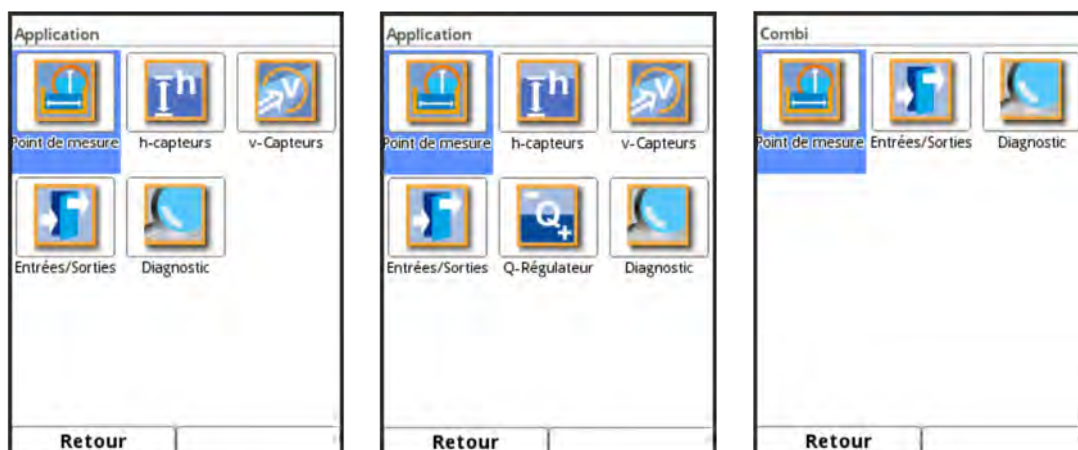 Application
Point de mesure
h-capteurs
v-Capteurs
Entrées/Sorties
Diagnostic
Retour
Application
Point de mesure
h-capteurs
v-Capteurs
Entrées/Sorties
Q-Régulateur
Diagnostic
Retour
Combi
Point de mesure
Entrées/Sorties
Diagnostic
Retour